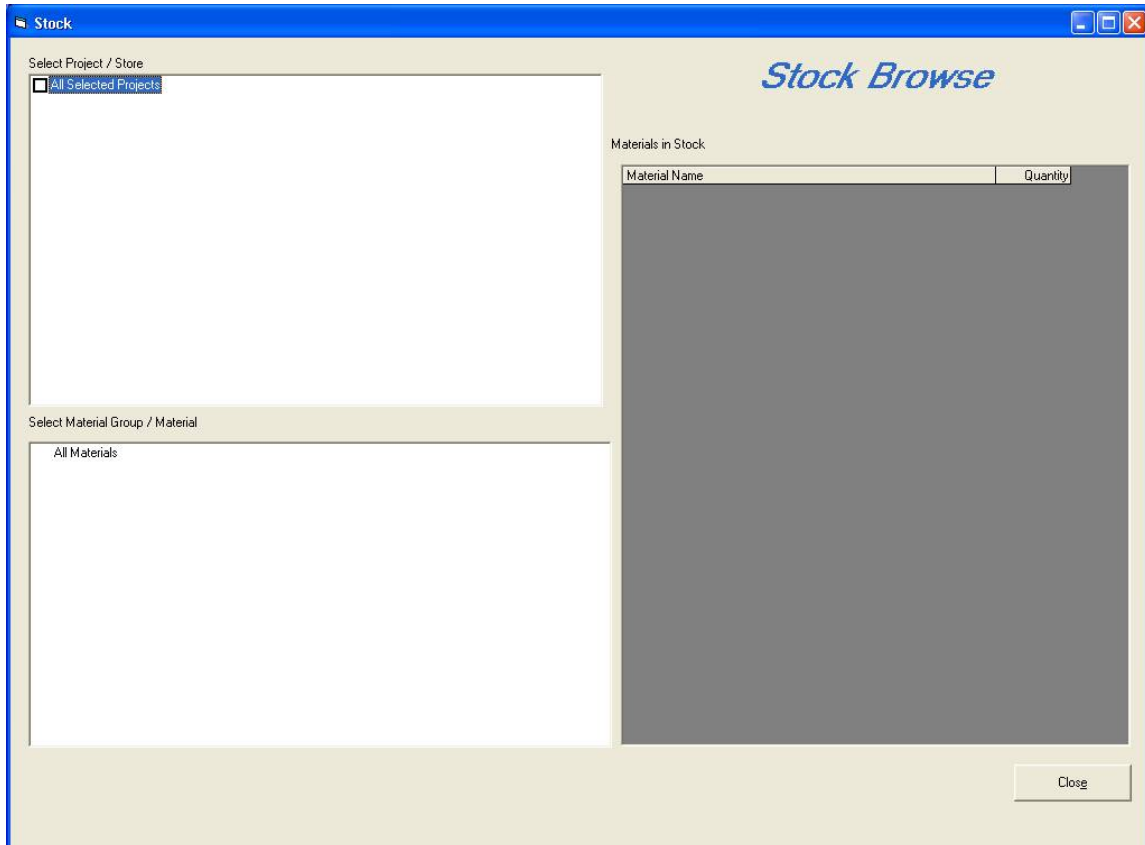 Stock
Select Project / Store
All Selected Projects
Stock Browse
Materials in Stock
Material Name Quantity
Select Material Group / Material
All Materials
Close